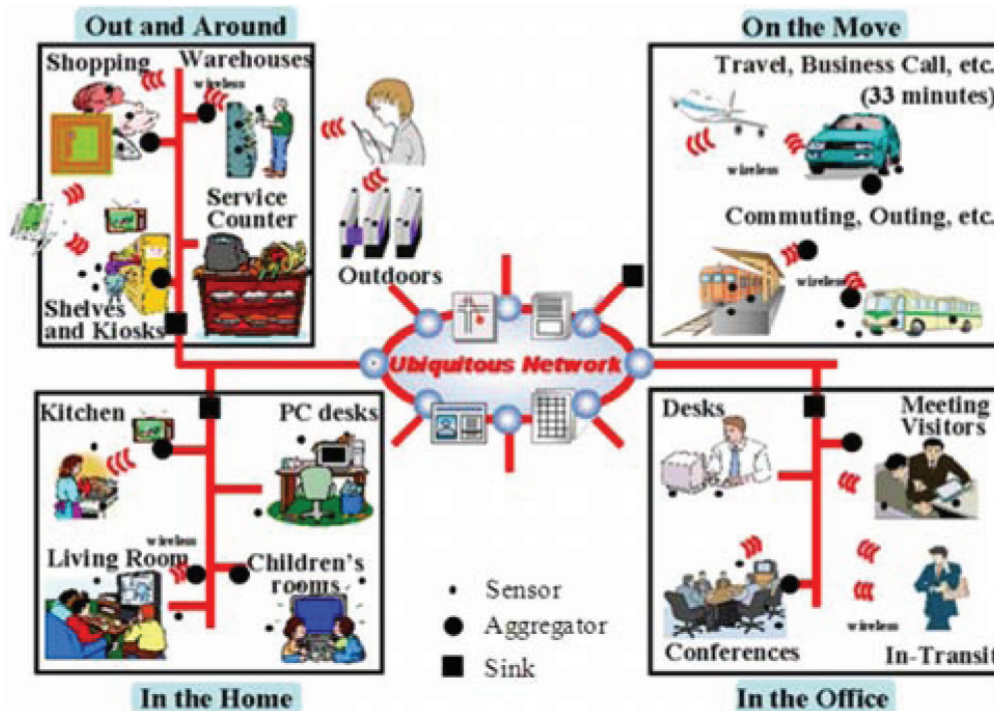 Out and Around
Shopping
Warehouses
wireless
Service
Counter
Shelves
and Kiosks
Outdoors
On the Move
Travel, Business Call, etc.
(33 minutes)
wireless
Commuting, Outing, etc.
wireless
Ubiquitous Network
Kitchen
PC desks
wireless
Living Room
Children's
rooms
In the Home
Sensor
Aggregator
Sink
Desks
Meeting
Visitors
Conferences
wireless
In-Transit
In the Office